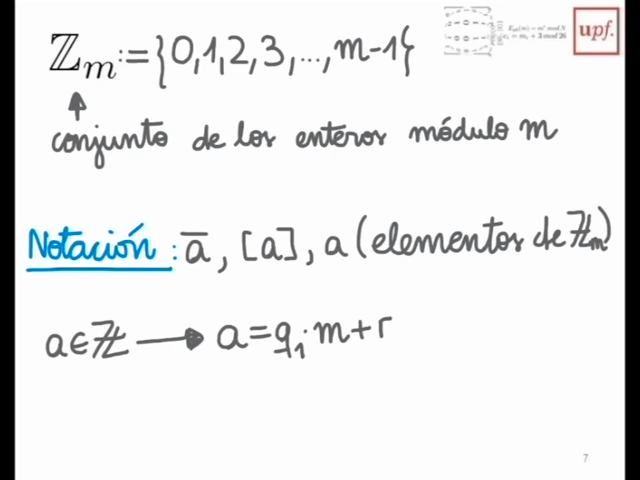 ℤₘ := {0,1,2,3,...,m-1}
upf.
conjunto de los enteros módulo m
Notación: a̅, [a], a (elementos de ℤₘ)
a∈ℤ → a=q₁·m+r
7